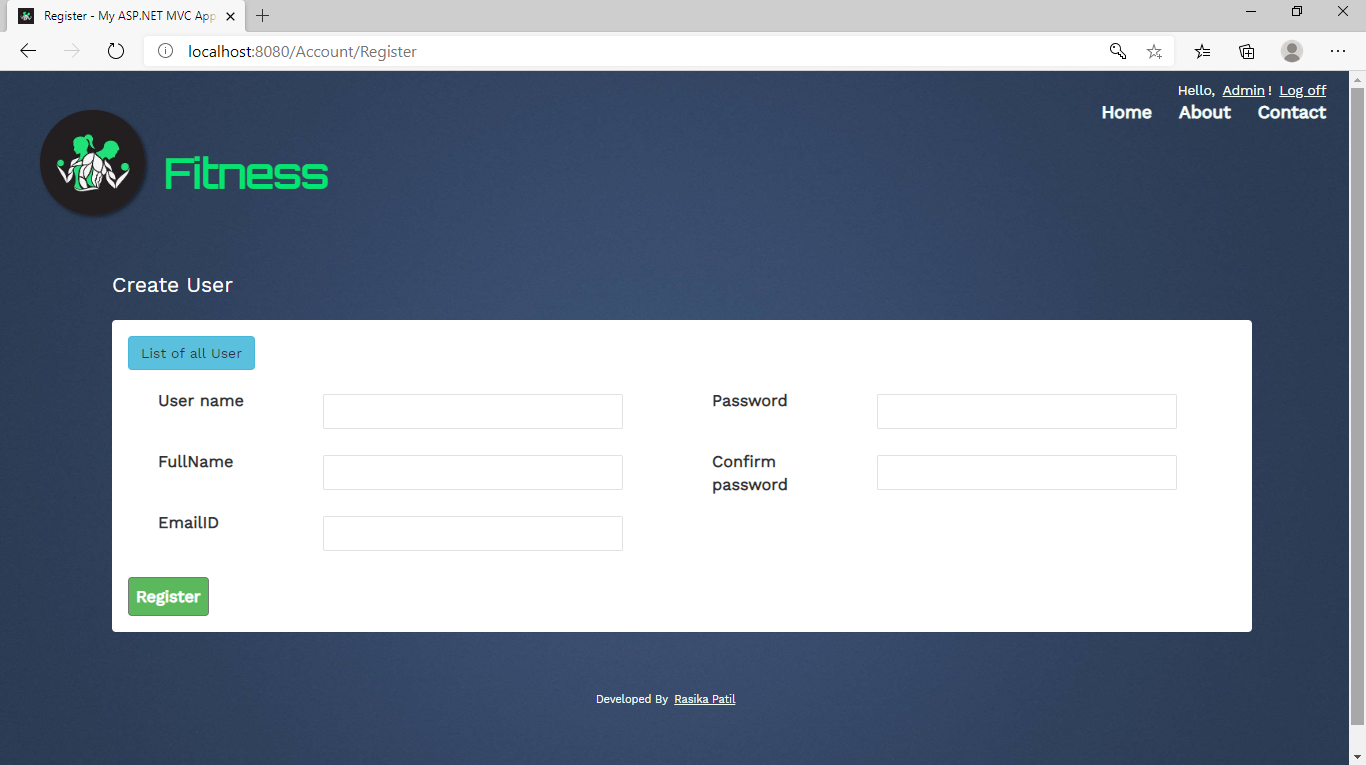 Register - My ASP.NET MVC App
localhost:8080/Account/Register
Hello, Admin! Log off
Home About Contact
Fitness
Create User
List of all User
User name
Password
FullName
Confirm
password
EmailID
Register
Developed By Rasika Patil